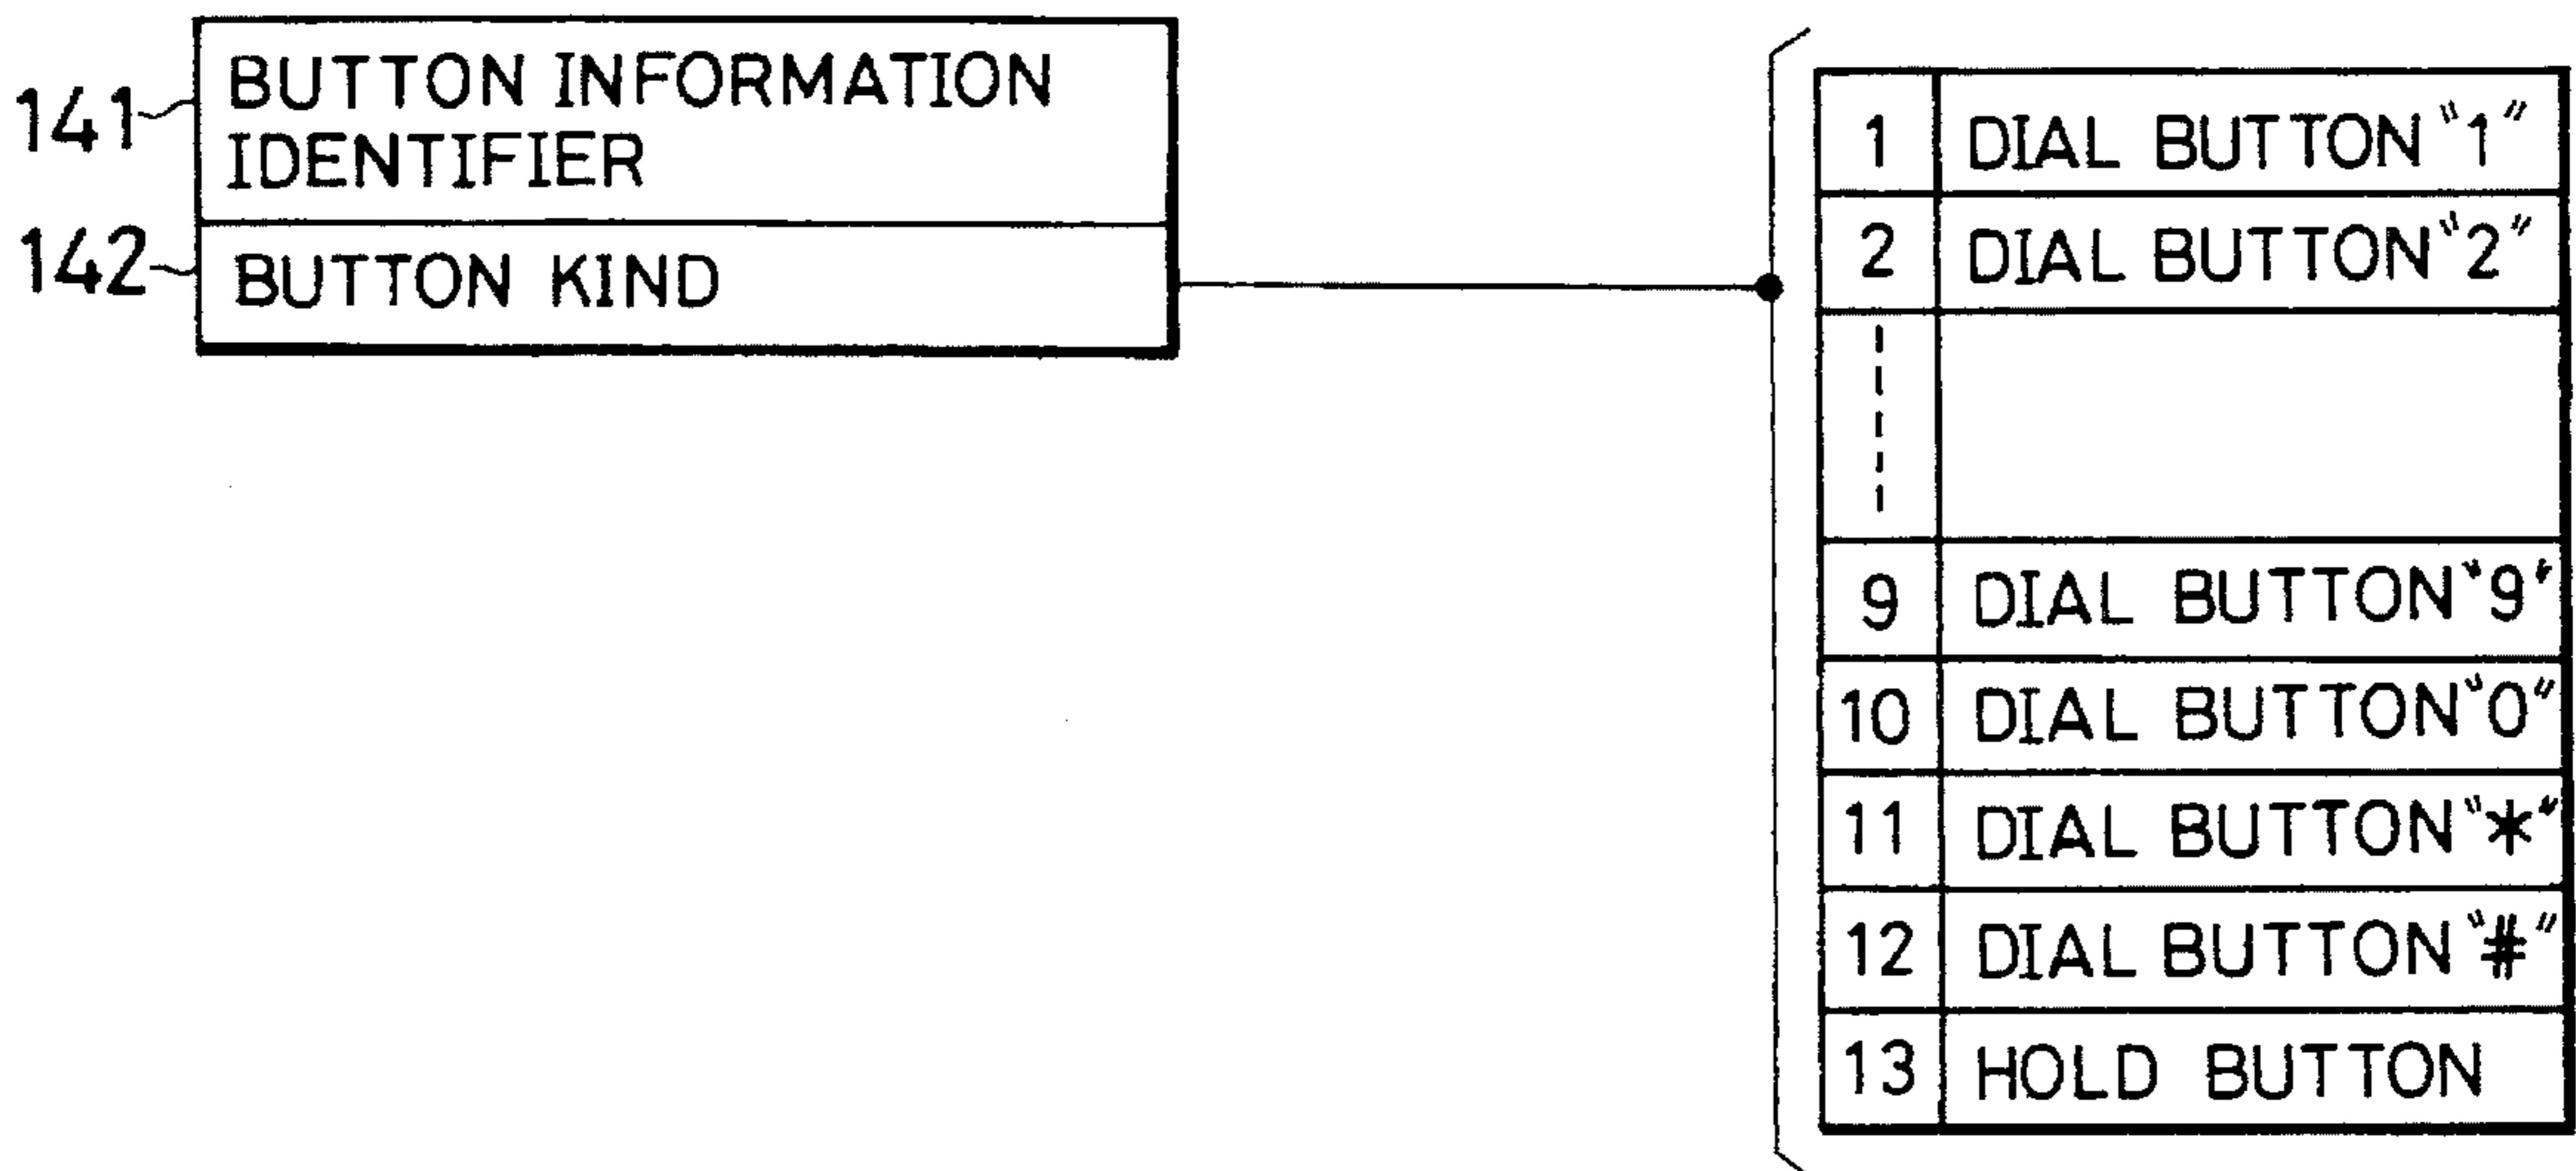 141 BUTTON INFORMATION
IDENTIFIER
142 BUTTON KIND
1 DIAL BUTTON "1"
2 DIAL BUTTON "2"
9 DIAL BUTTON "9"
10 DIAL BUTTON "0"
11 DIAL BUTTON "*"
12 DIAL BUTTON "#"
13 HOLD BUTTON